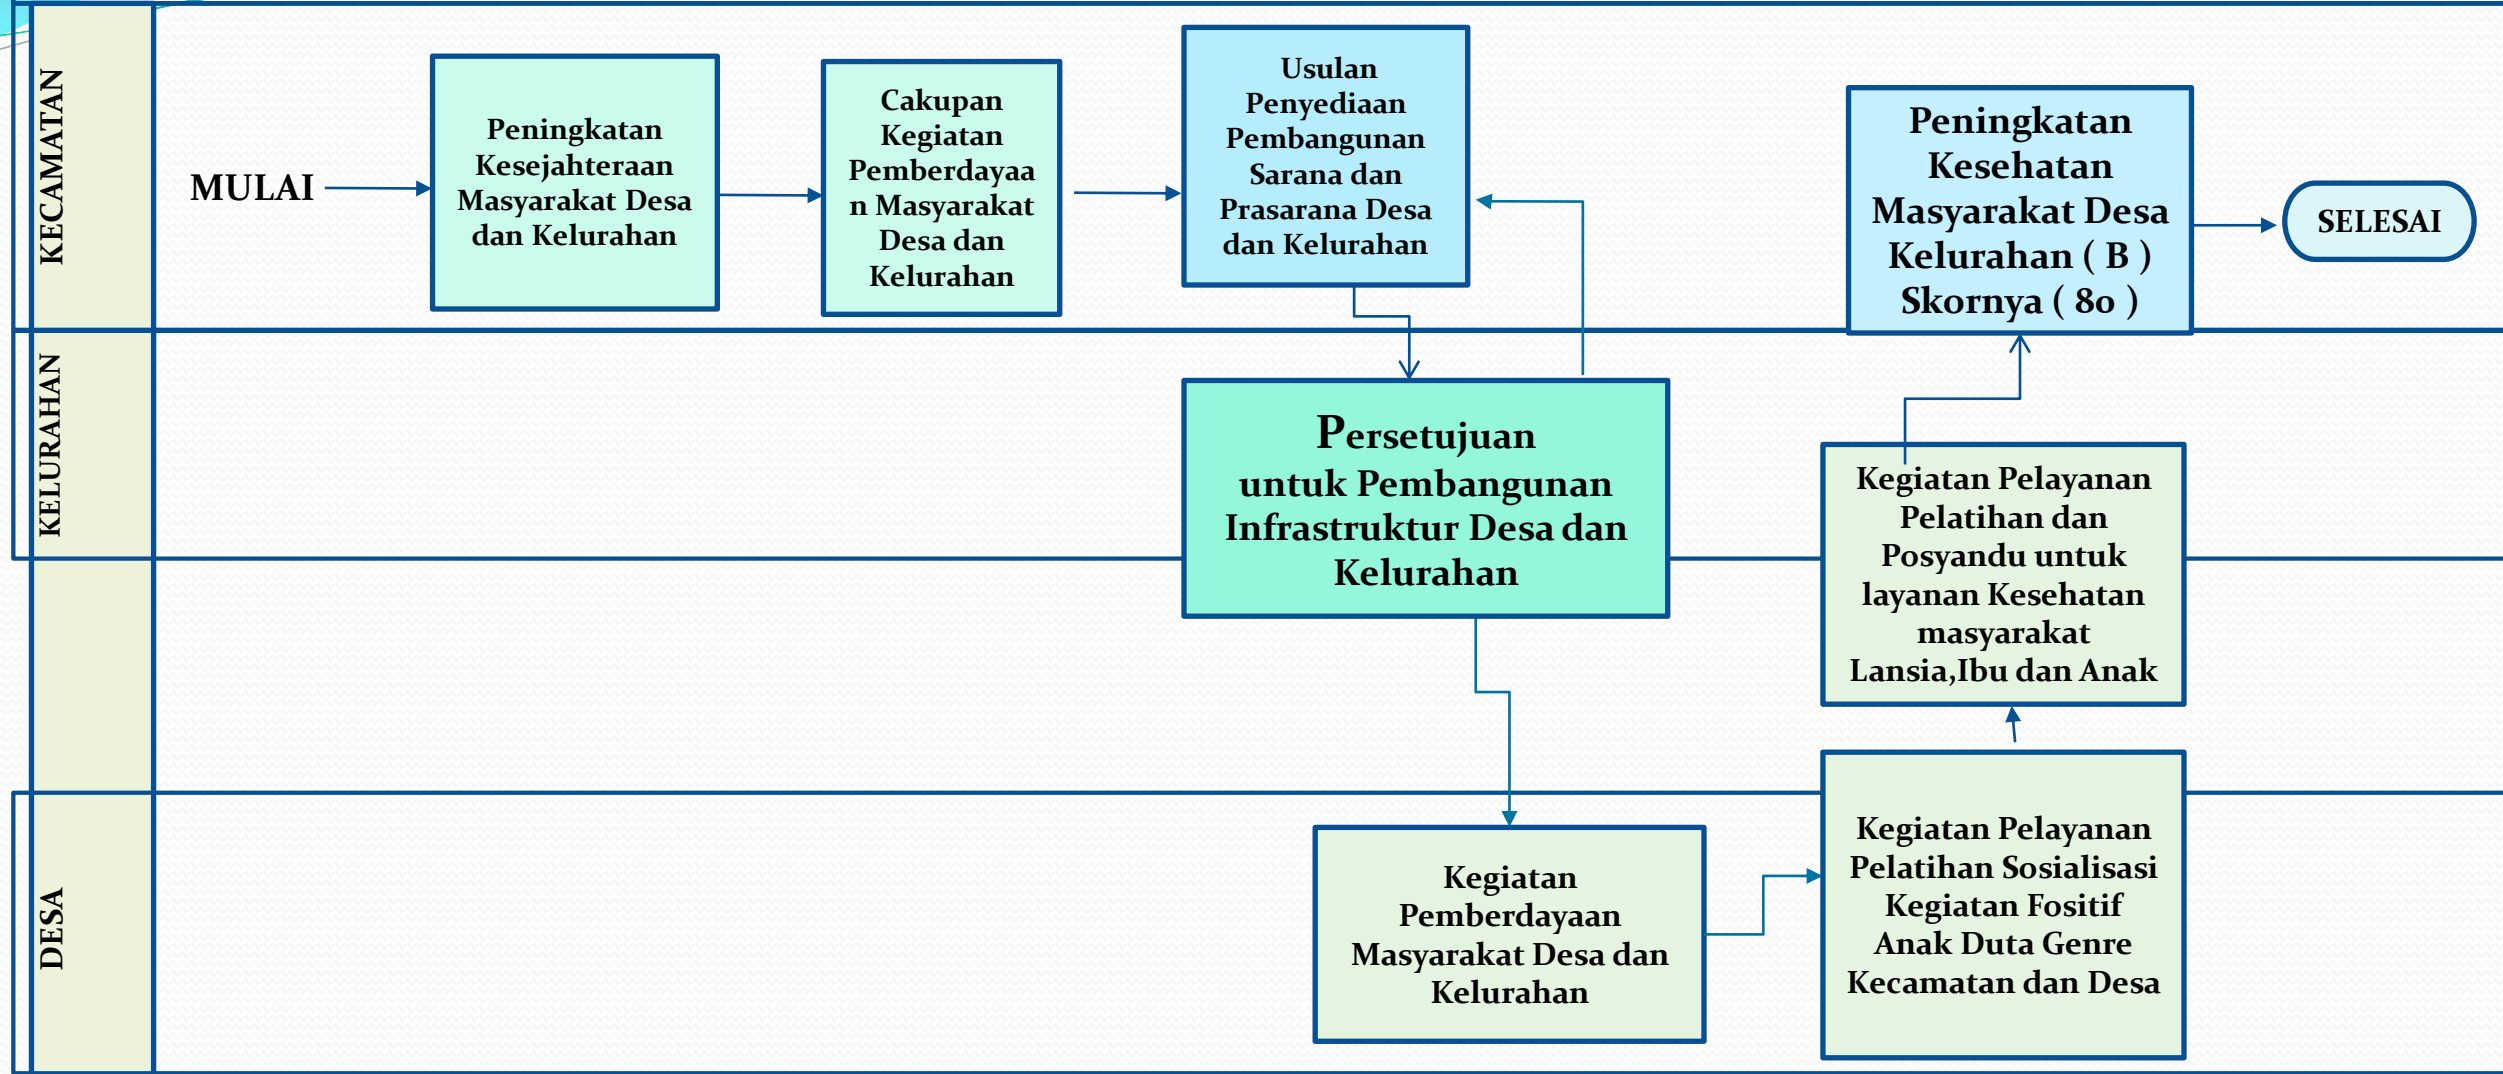 KECAMATAN
MULAI
Peningkatan
Kesejahteraan
Masyarakat Desa
dan Kelurahan
Cakupan
Kegiatan
Pemberdayaa
n Masyarakat
Desa dan
Kelurahan
Usulan
Penyediaan
Pembangunan
Sarana dan
Prasarana Desa
dan Kelurahan
Peningkatan
Kesehatan
Masyarakat Desa
Kelurahan ( B )
Skornya ( 80 )
SELESAI
KELURAHAN
Persetujuan
untuk Pembangunan
Infrastruktur Desa dan
Kelurahan
Kegiatan Pelayanan
Pelatihan dan
Posyandu untuk
layanan Kesehatan
masyarakat
Lansia,Ibu dan Anak
DESA
Kegiatan
Pemberdayaan
Masyarakat Desa dan
Kelurahan
Kegiatan Pelayanan
Pelatihan Sosialisasi
Kegiatan Fositif
Anak Duta Genre
Kecamatan dan Desa